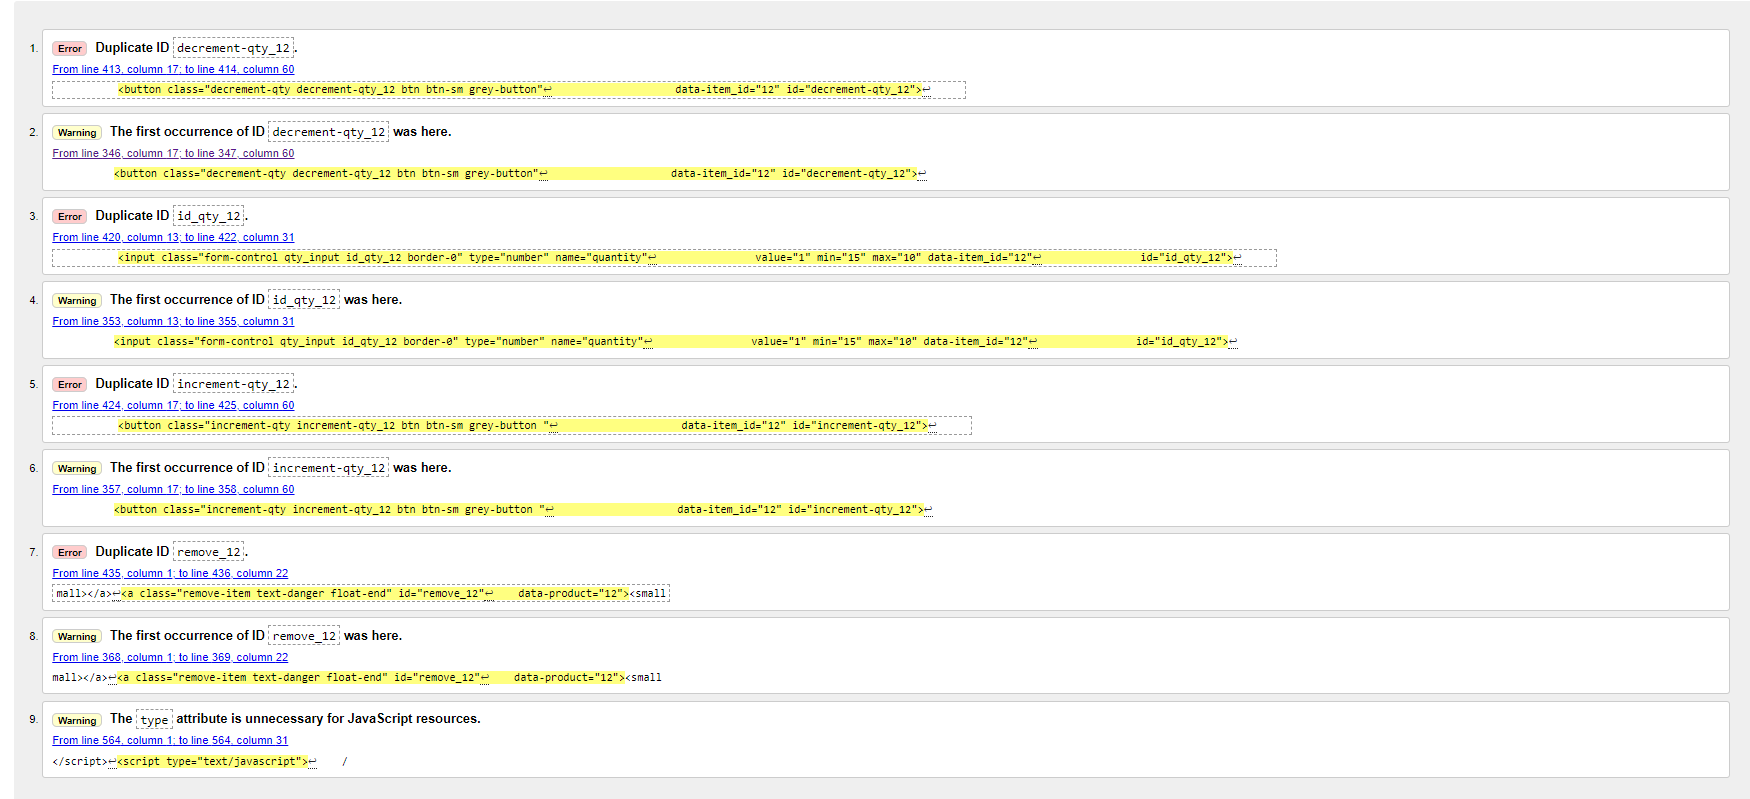 1. Error Duplicate ID decrement-qty_12.
From line 413, column 17; to line 414, column 60
<button class="decrement-qty decrement-qty_12 btn btn-sm grey-button"↩ data-item_id="12" id="decrement-qty_12">↩
2. Warning The first occurrence of ID decrement-qty_12 was here.
From line 346, column 17; to line 347, column 60
<button class="decrement-qty decrement-qty_12 btn btn-sm grey-button"↩ data-item_id="12" id="decrement-qty_12">↩
3. Error Duplicate ID id_qty_12.
From line 420, column 13; to line 422, column 31
<input class="form-control qty_input id_qty_12 border-0" type="number" name="quantity"↩ value="1" min="15" max="10" data-item_id="12"↩ id="id_qty_12">↩
4. Warning The first occurrence of ID id_qty_12 was here.
From line 353, column 13; to line 355, column 31
<input class="form-control qty_input id_qty_12 border-0" type="number" name="quantity"↩ value="1" min="15" max="10" data-item_id="12"↩ id="id_qty_12">↩
5. Error Duplicate ID increment-qty_12.
From line 424, column 17; to line 425, column 60
<button class="increment-qty increment-qty_12 btn btn-sm grey-button "↩ data-item_id="12" id="increment-qty_12">↩
6. Warning The first occurrence of ID increment-qty_12 was here.
From line 357, column 17; to line 358, column 60
<button class="increment-qty increment-qty_12 btn btn-sm grey-button "↩ data-item_id="12" id="increment-qty_12">↩
7. Error Duplicate ID remove_12.
From line 435, column 1; to line 436, column 22
mall></a>↩<a class="remove-item text-danger float-end" id="remove_12"↩ data-product="12"><small
8. Warning The first occurrence of ID remove_12 was here.
From line 368, column 1; to line 369, column 22
mall></a>↩<a class="remove-item text-danger float-end" id="remove_12"↩ data-product="12"><small
9. Warning The type attribute is unnecessary for JavaScript resources.
From line 564, column 1; to line 564, column 31
</script>↩<script type="text/javascript">↩ /